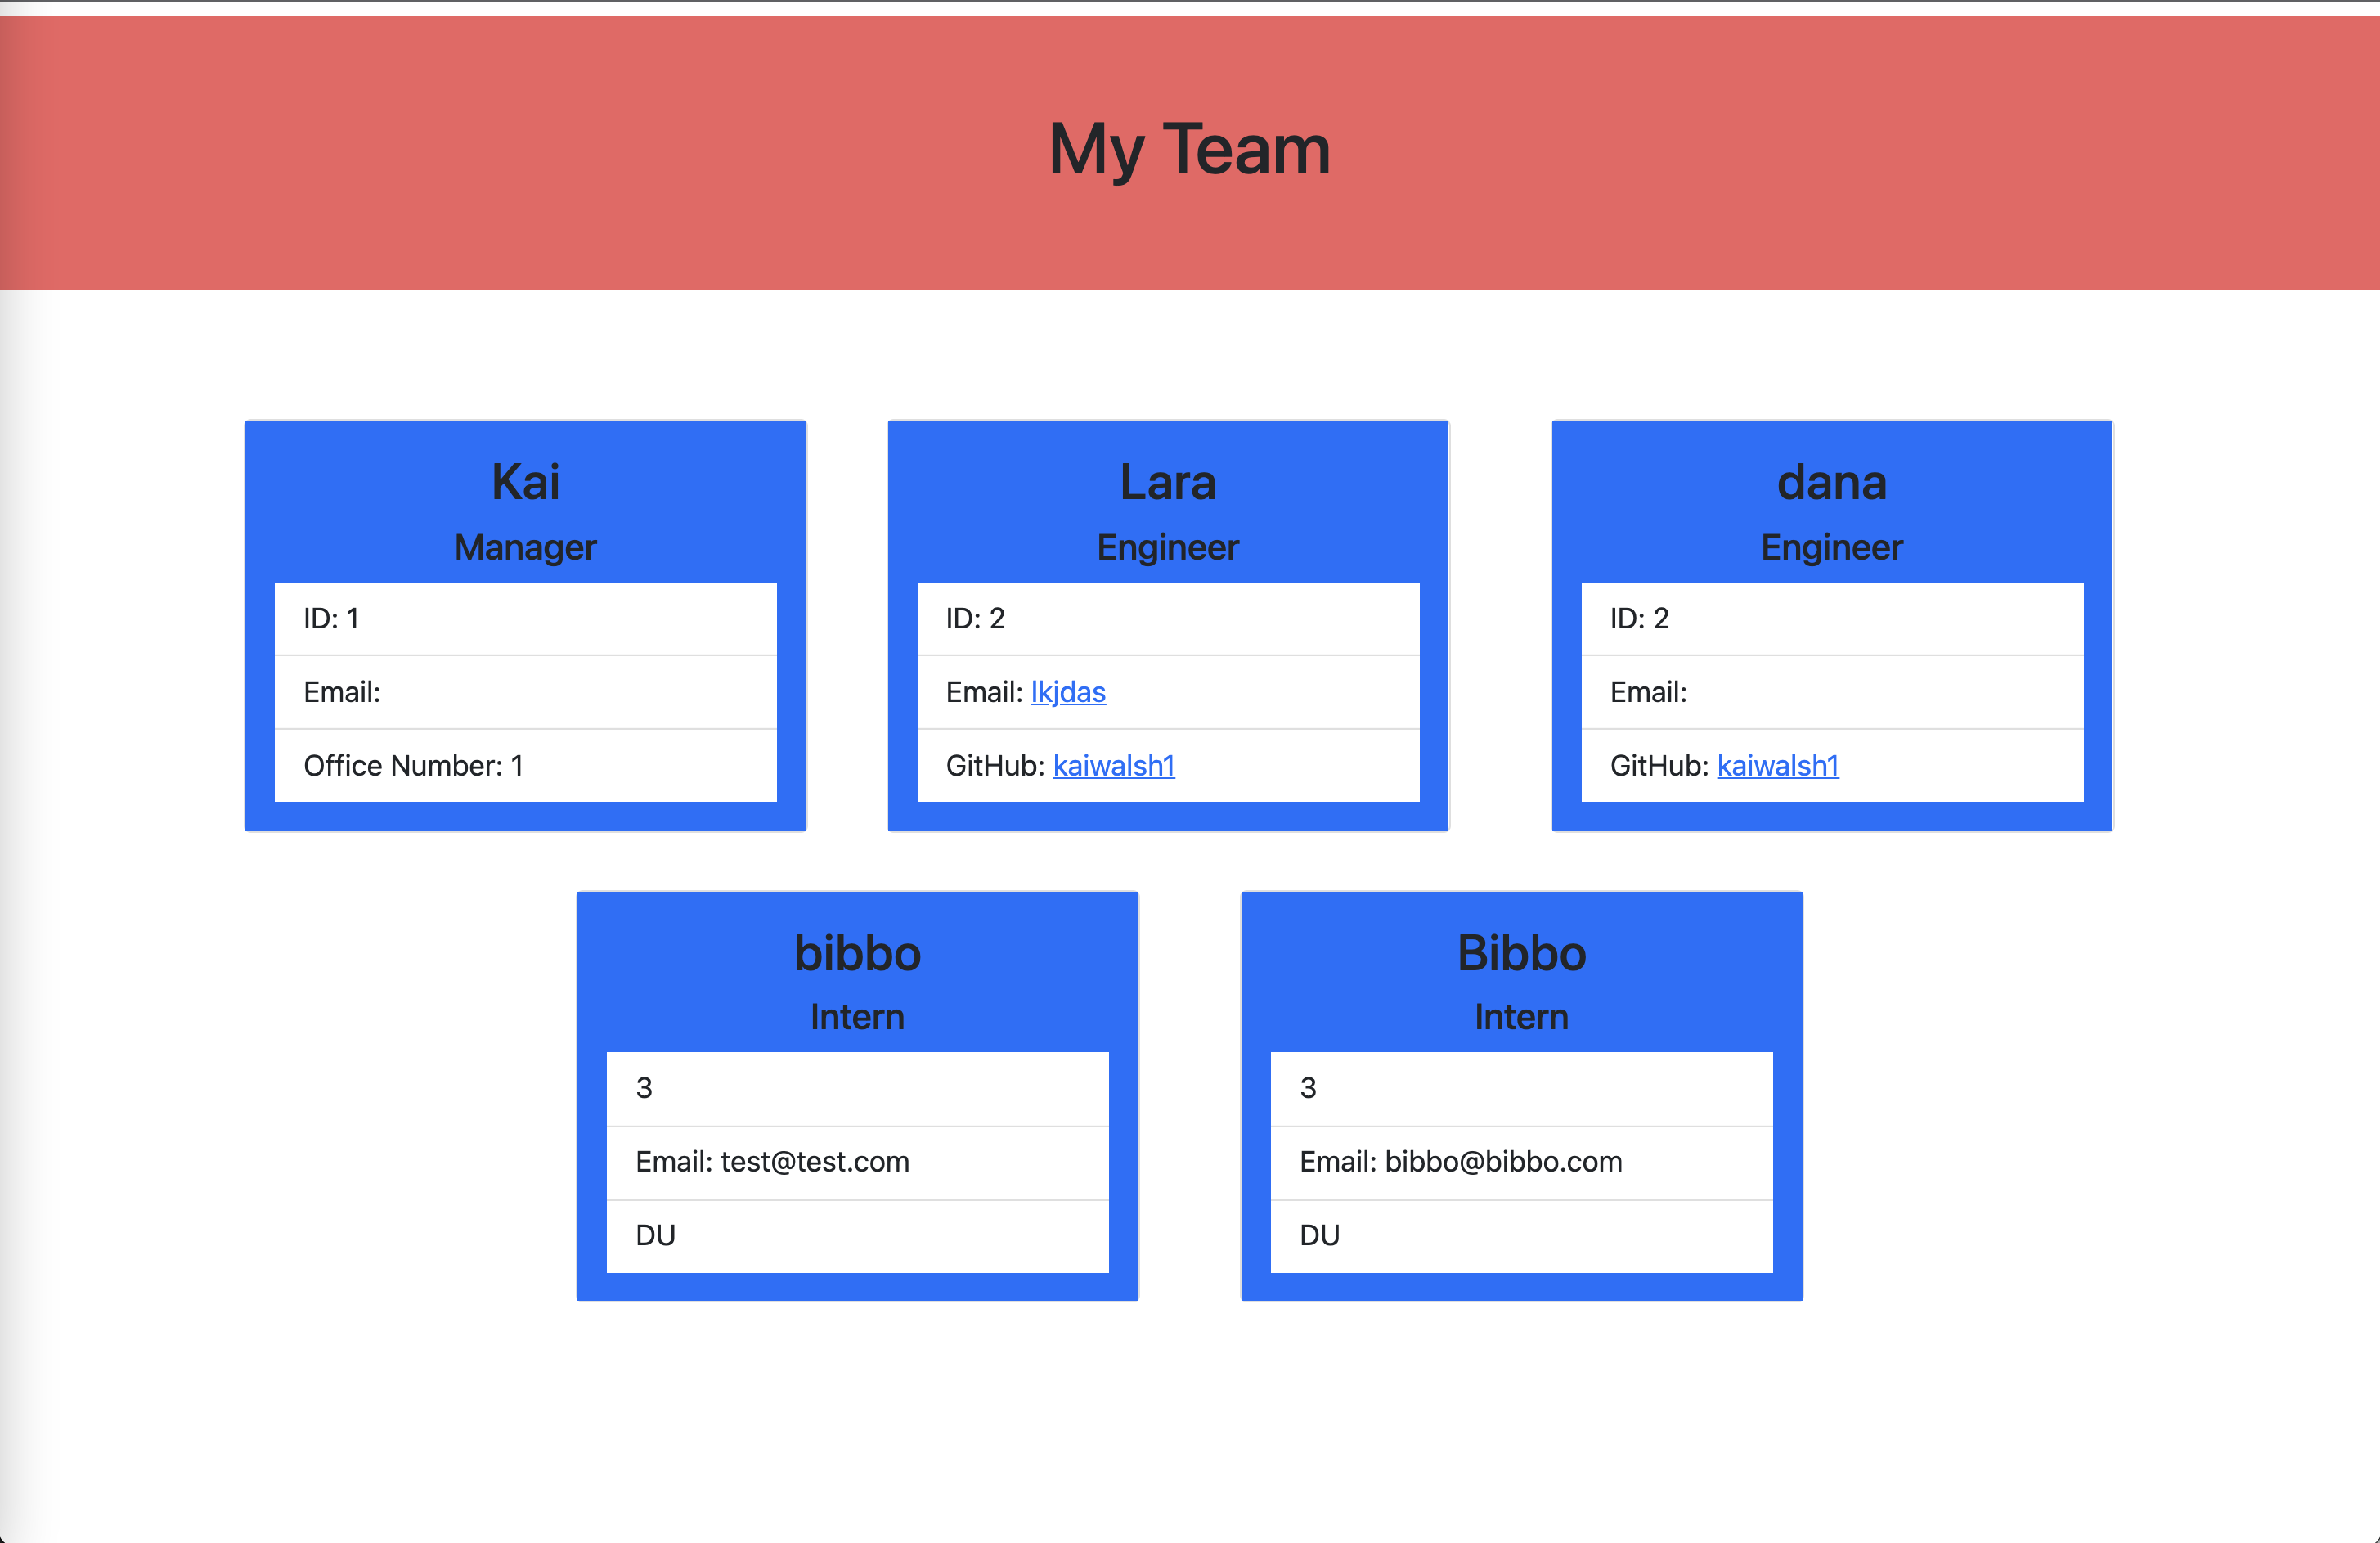 My Team
Kai
Manager
ID: 1
Email:
Office Number: 1
Lara
Engineer
ID: 2
Email: lkjdas
GitHub: kaiwalsh1
dana
Engineer
ID: 2
Email:
GitHub: kaiwalsh1
bibbo
Intern
3
Email: test@test.com
DU
Bibbo
Intern
3
Email: bibbo@bibbo.com
DU